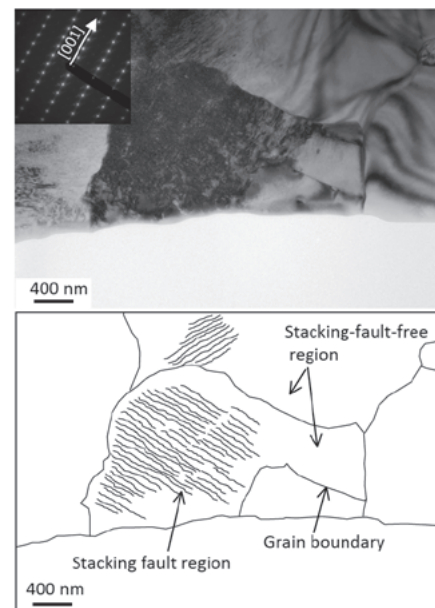 [001]
400 nm
Stacking-fault-free
region
Stacking fault region
Grain boundary
400 nm